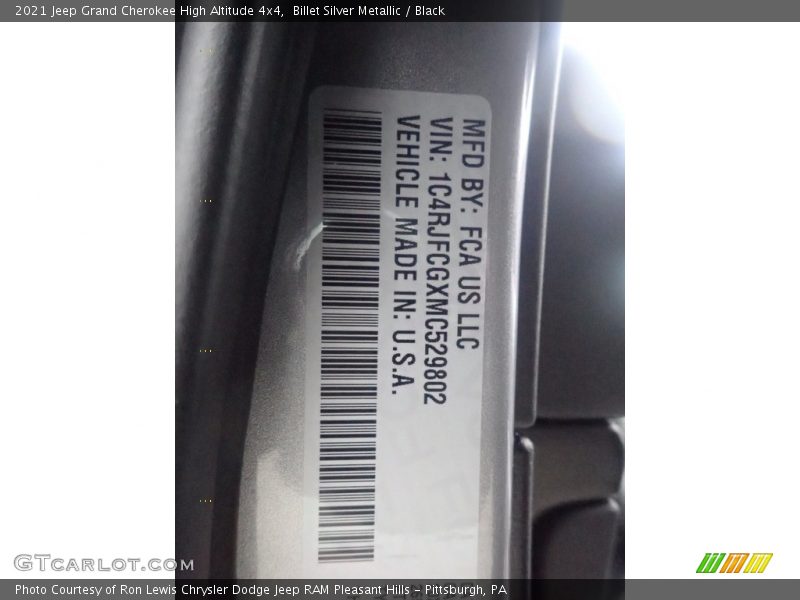 2021 Jeep Grand Cherokee High Altitude 4x4,  Billet Silver Metallic / Black
MFD BY: FCA US LLC
VIN: 1C4RJFCGXMC529802
VEHICLE MADE IN: U.S.A.
GTcarlot.com
Photo Courtesy of Ron Lewis Chrysler Dodge Jeep RAM Pleasant Hills – Pittsburgh, PA